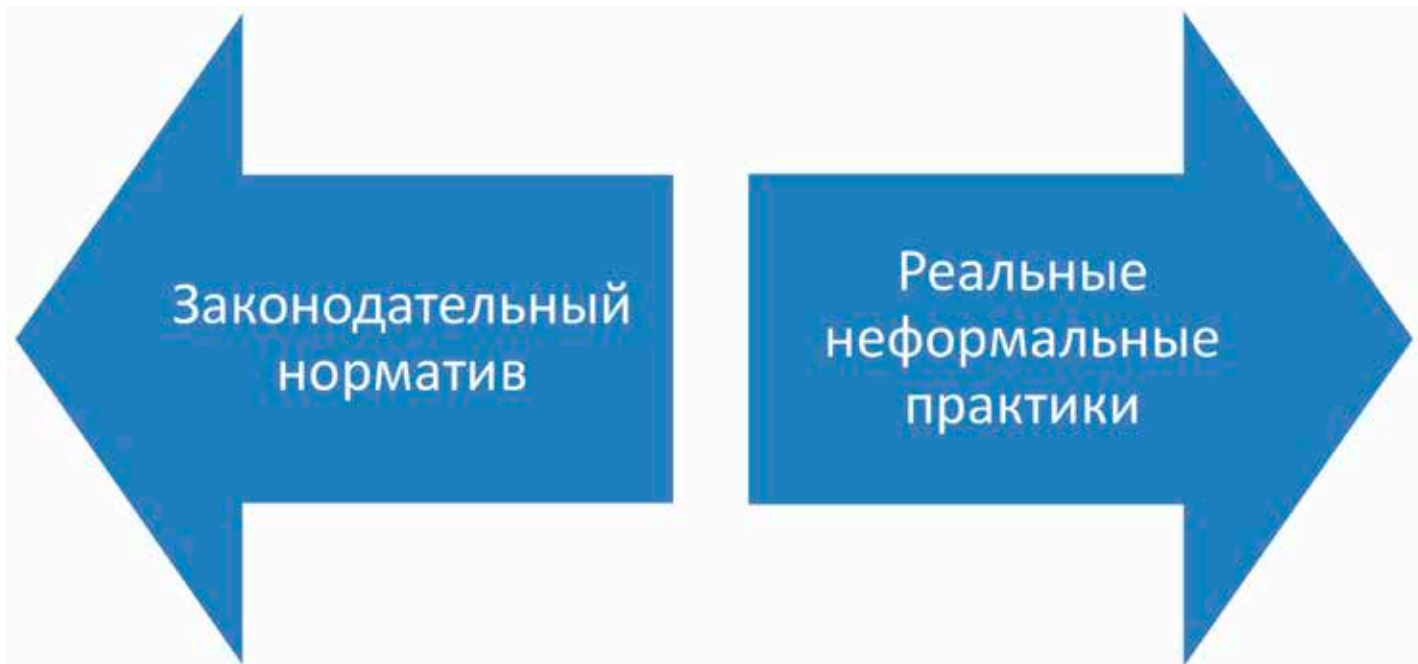 Законодательный
норматив
Реальные
неформальные
практики